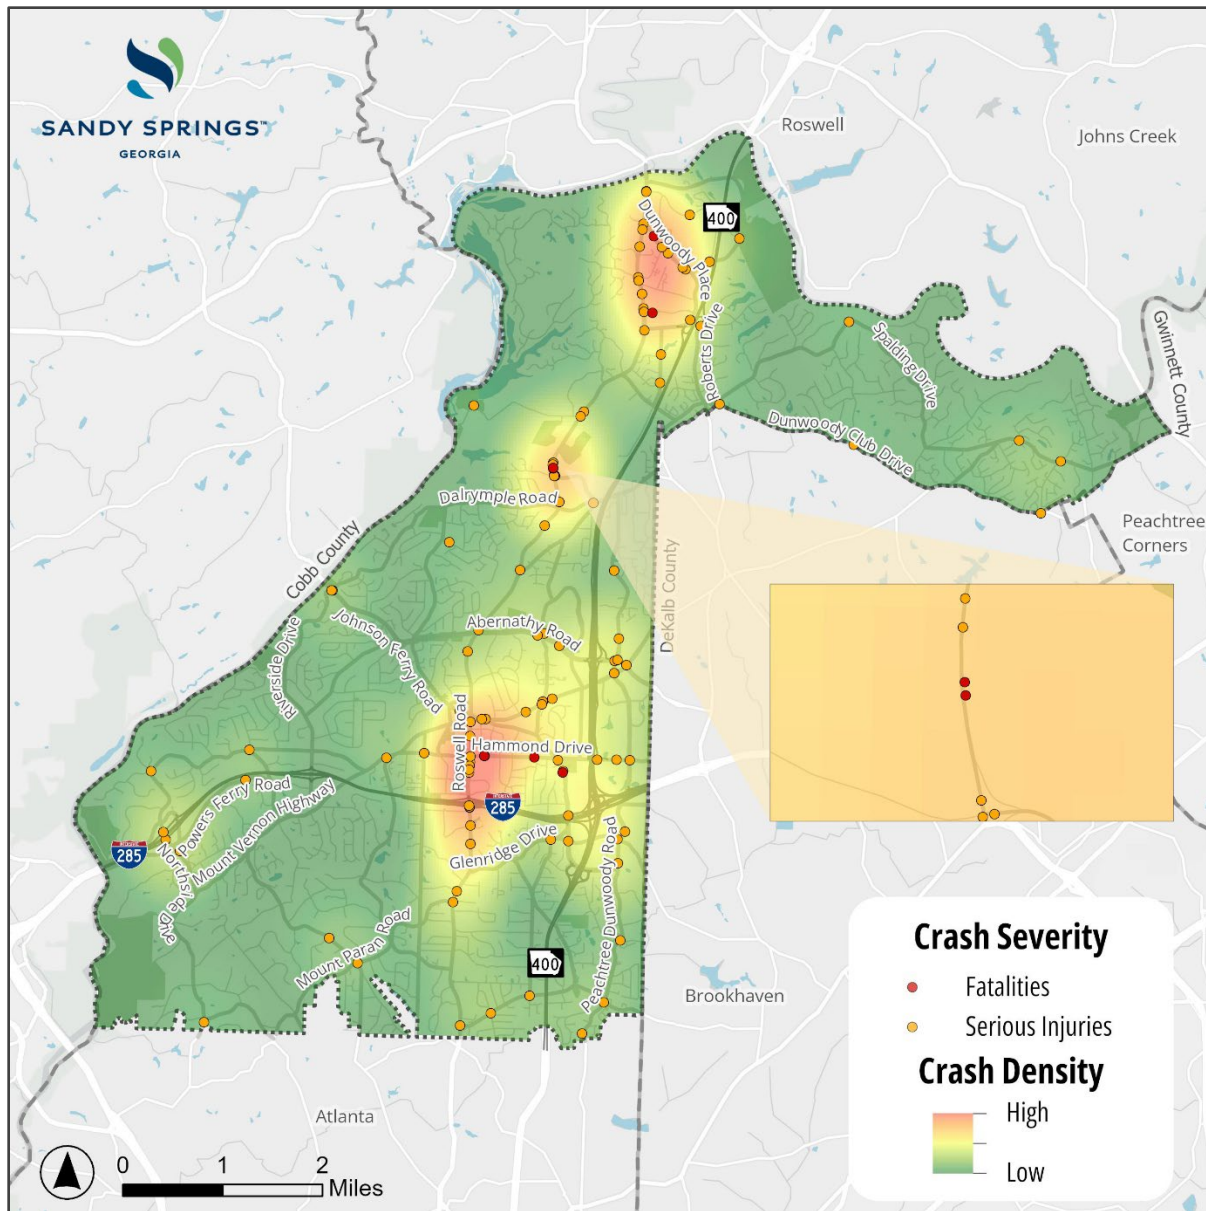 SANDY SPRINGS™
GEORGIA
Roswell
Johns Creek
400
Dunwoody Place
Roberts Drive
Spalding Drive
Gwinnett County
Dunwoody Club Drive
Dalrymple Road
Peachtree
Corners
Cobb County
DeKalb County
Johnson Ferry Road
Abernathy Road
Riverside Drive
Roswell Road
Hammond Drive
285
Powers Ferry Road
Mount Vernon Highway
Glenridge Drive
285
Northside Drive
Peachtree Dunwoody Road
Mount Paran Road
400
Brookhaven
Atlanta
Crash Severity
Fatalities
Serious Injuries
Crash Density
High
Low
0 1 2
Miles